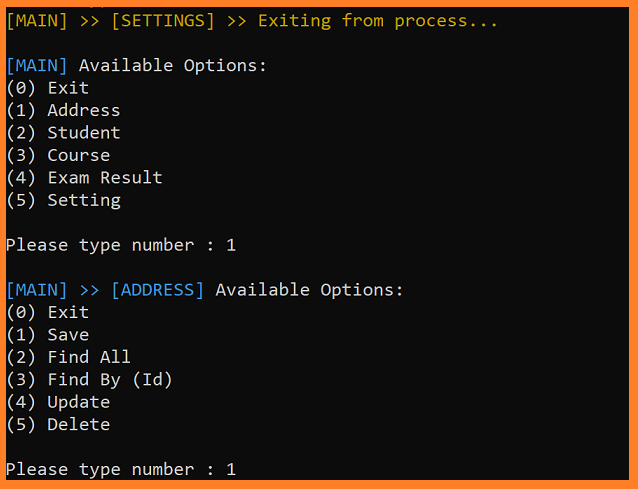 [MAIN] >> [SETTINGS] >> Exiting from process...
[MAIN] Available Options:
(0) Exit
(1) Address
(2) Student
(3) Course
(4) Exam Result
(5) Setting
Please type number : 1
[MAIN] >> [ADDRESS] Available Options:
(0) Exit
(1) Save
(2) Find All
(3) Find By (Id)
(4) Update
(5) Delete
Please type number : 1